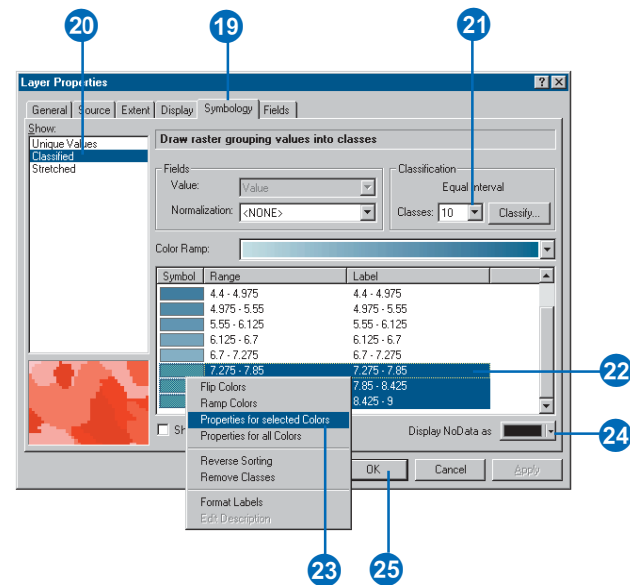 20 19 21
Layer Properties
General Source Extent Display Symbology Fields
Show:
Unique Values
Classified
Stretched
Draw raster grouping values into classes
Fields
Value: Value
Normalization: <NONE>
Classification
Equal Interval
Classes: 10 Classify...
Color Ramp:
Symbol Range Label
4.4 - 4.975 4.4 - 4.975
4.975 - 5.55 4.975 - 5.55
5.55 - 6.125 5.55 - 6.125
6.125 - 6.7 6.125 - 6.7
6.7 - 7.275 6.7 - 7.275
7.275 - 7.85 7.275 - 7.85
22
7.85 - 8.425
8.425 - 9
Flip Colors
Ramp Colors
Properties for selected Colors
Properties for all Colors
Reverse Sorting
Remove Classes
Format Labels
Edit Description
Display NoData as
24
OK Cancel Apply
23 25